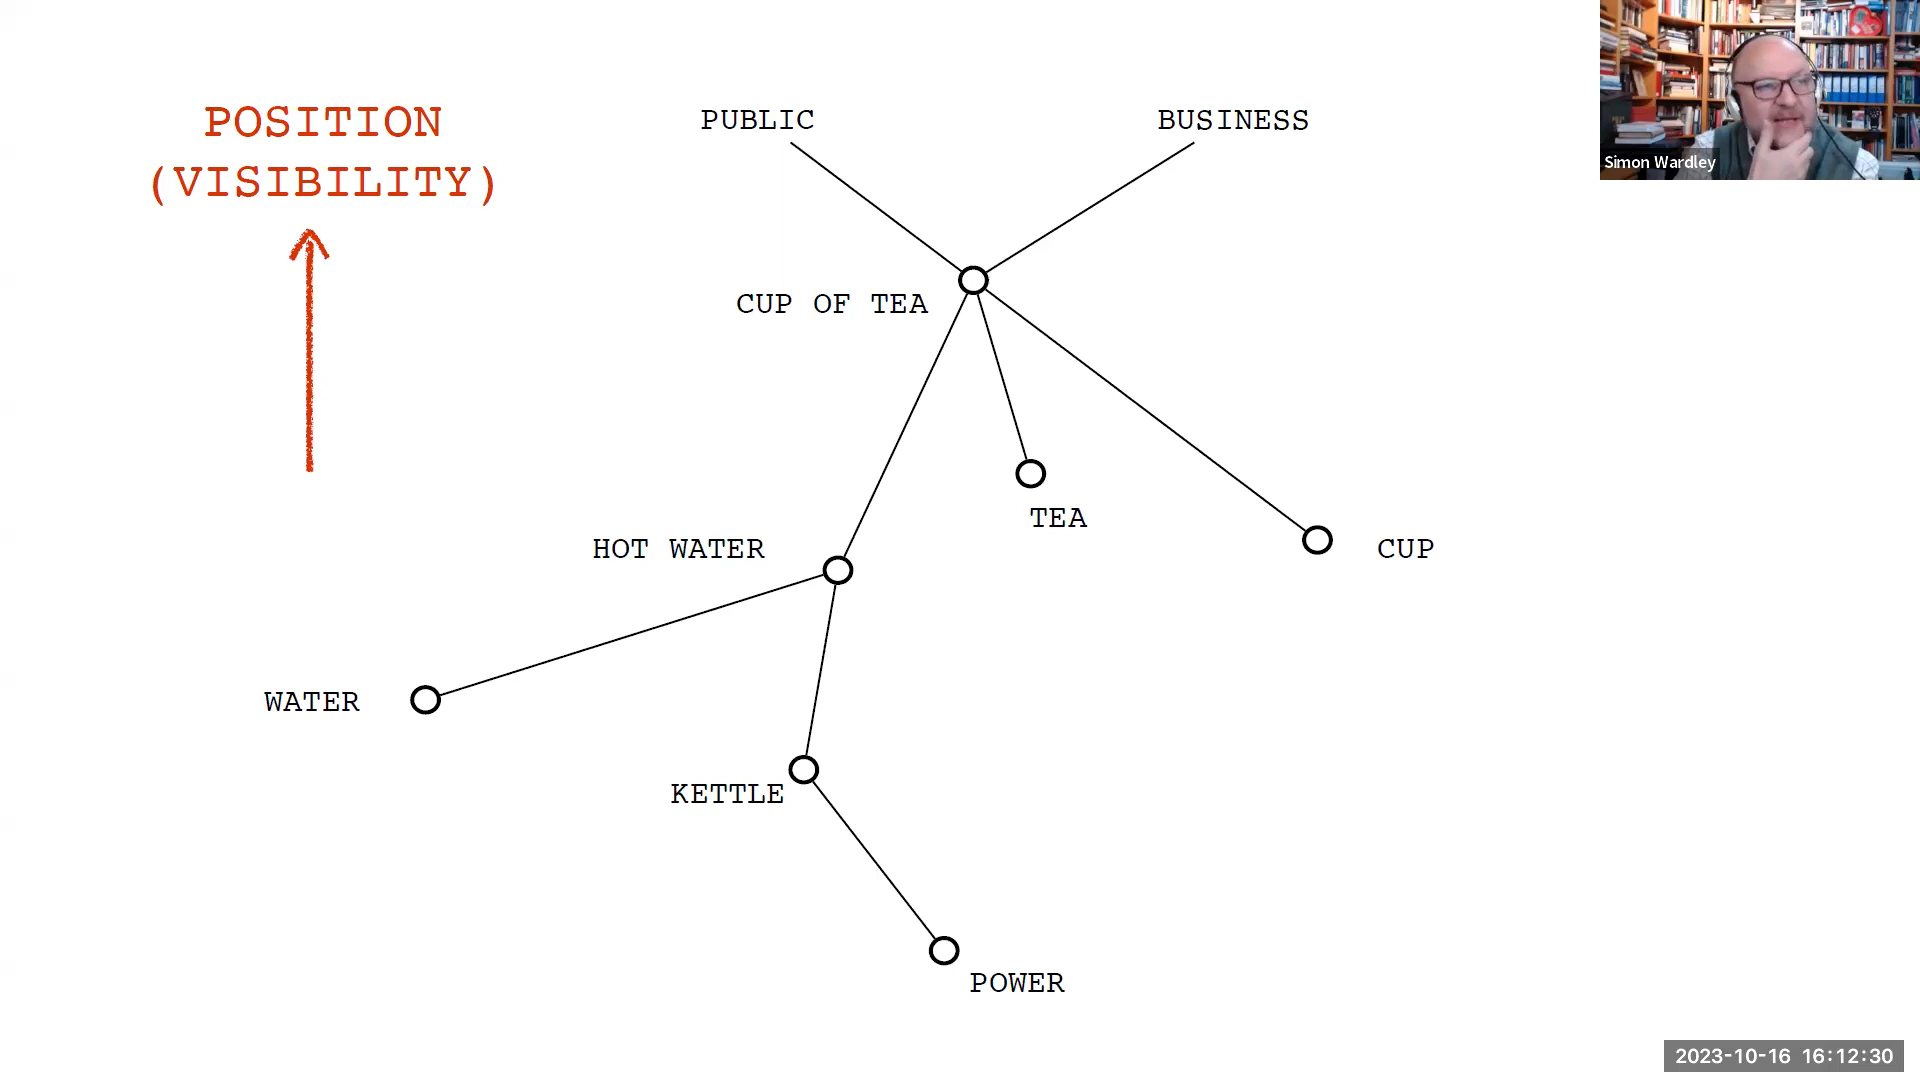 POSITION
(VISIBILITY)
PUBLIC
BUSINESS
Simon Wardley
CUP OF TEA
TEA
HOT WATER
CUP
WATER
KETTLE
POWER
2023-10-16 16:12:30